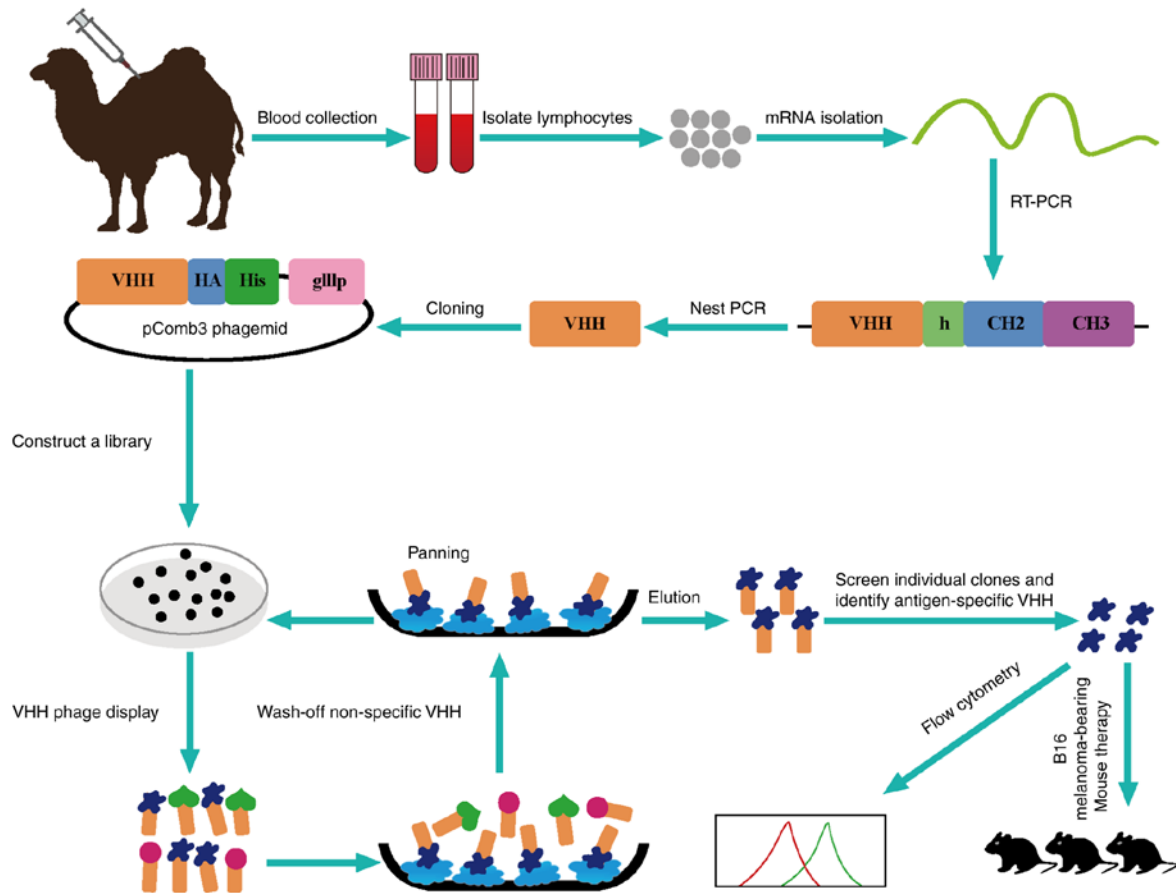 Blood collection
Isolate lymphocytes
mRNA isolation
RT-PCR
VHH HA His glllp
pComb3 phagemid
Cloning
VHH
Nest PCR
VHH h CH2 CH3
Construct a library
Panning
Elution
Screen individual clones and
identify antigen-specific VHH
VHH phage display
Wash-off non-specific VHH
Flow cytometry
B16
melanoma-bearing
Mouse therapy